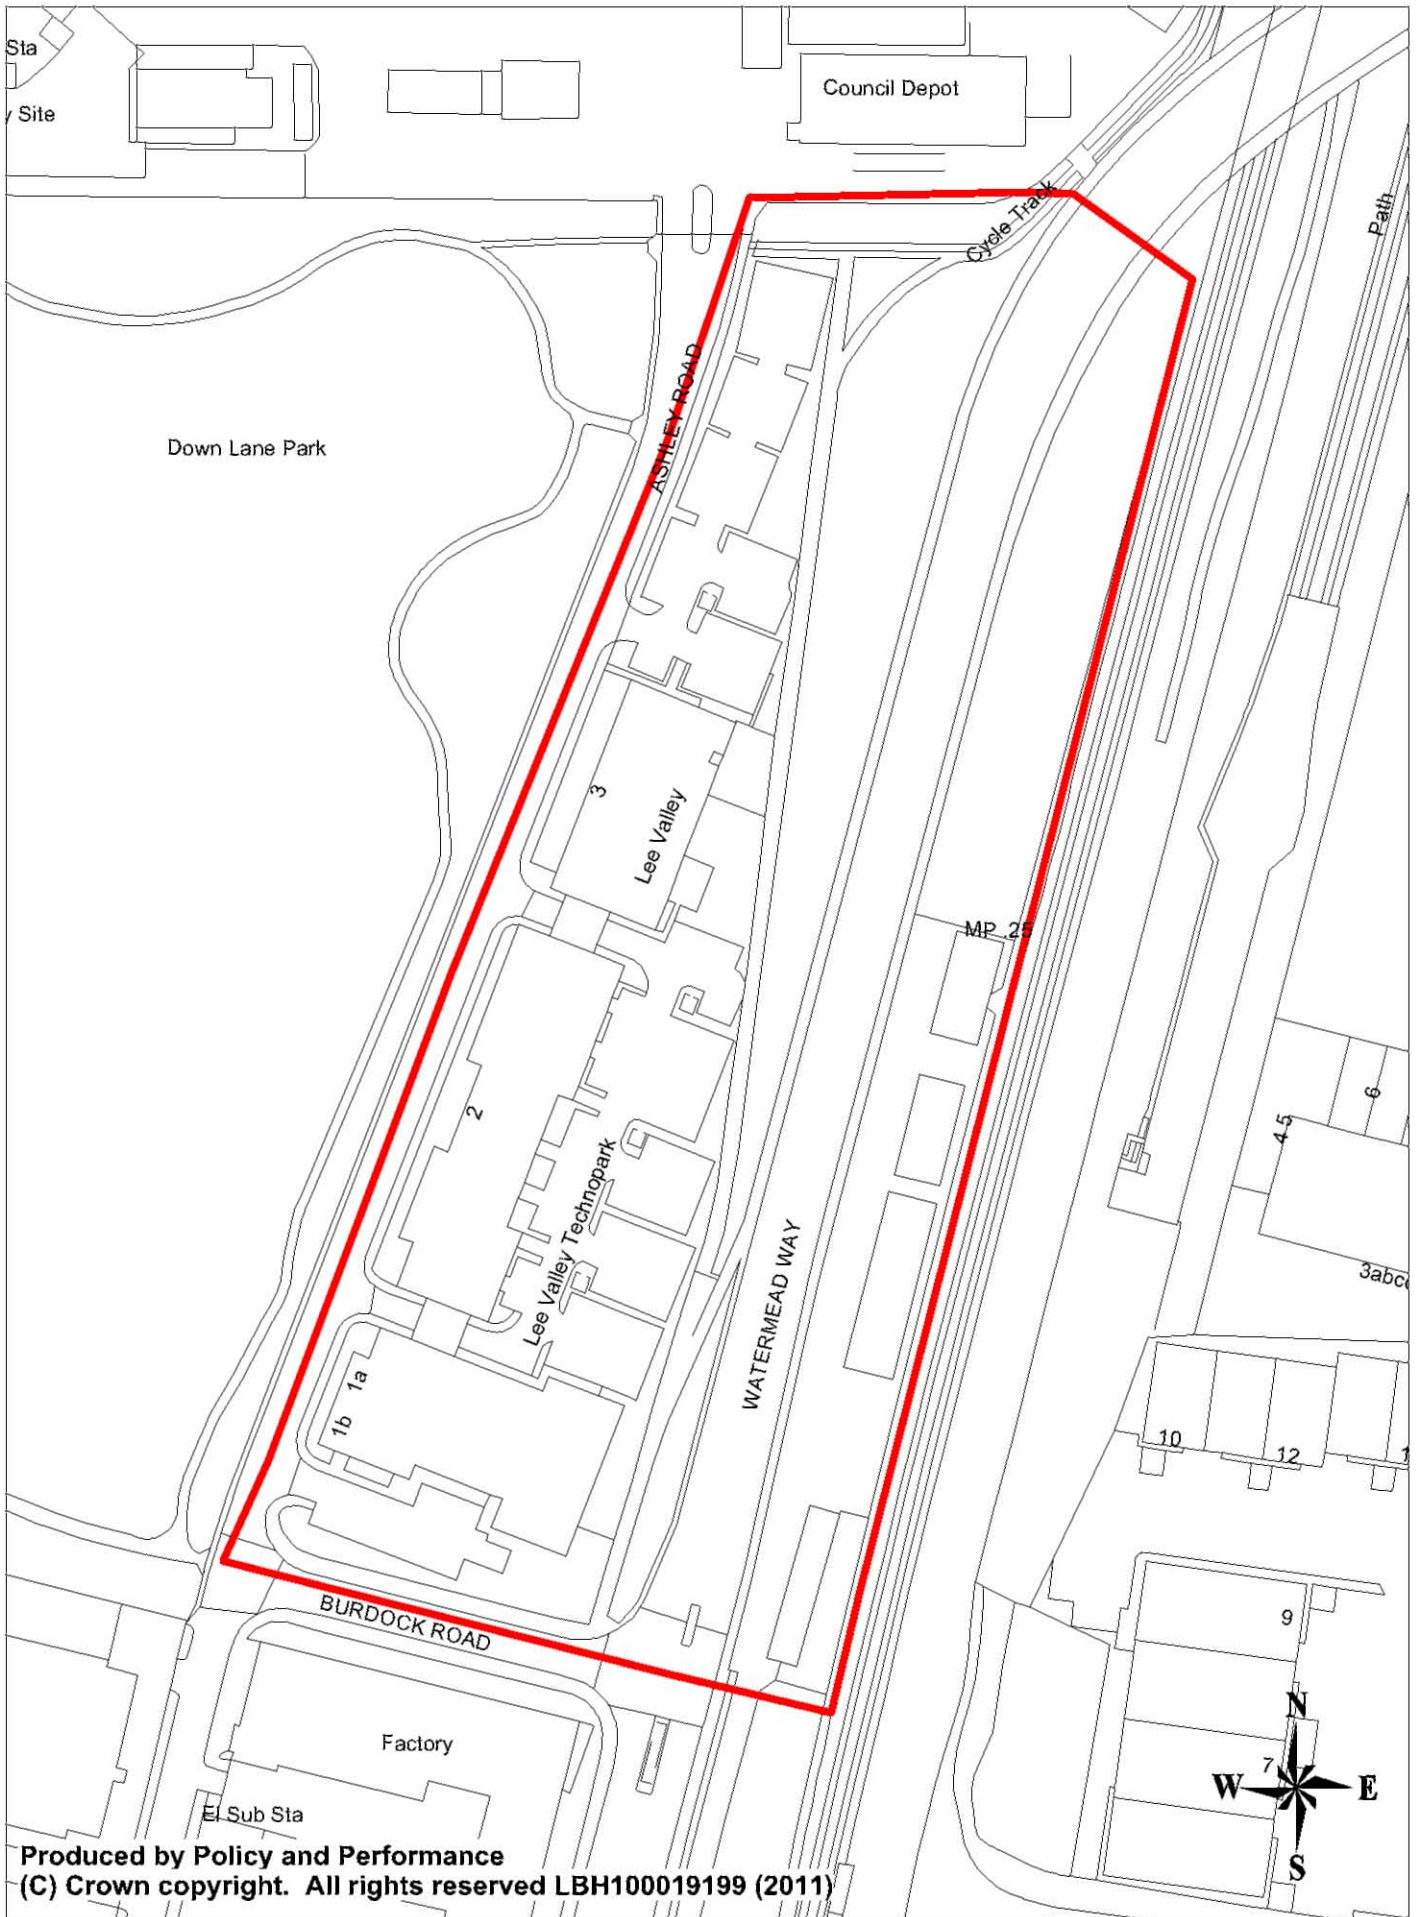 Sta
y Site
Council Depot
Cycle Track
Path
ASHLEY ROAD
Down Lane Park
3
Lee Valley
MP .25
2
Lee Valley Technopark
WATERMEAD WAY
6
4 5
3abc
1a
1b
10
12
1
BURDOCK ROAD
9
Factory
7
N
W
E
S
El Sub Sta
Produced by Policy and Performance
(C) Crown copyright.  All rights reserved LBH100019199 (2011)